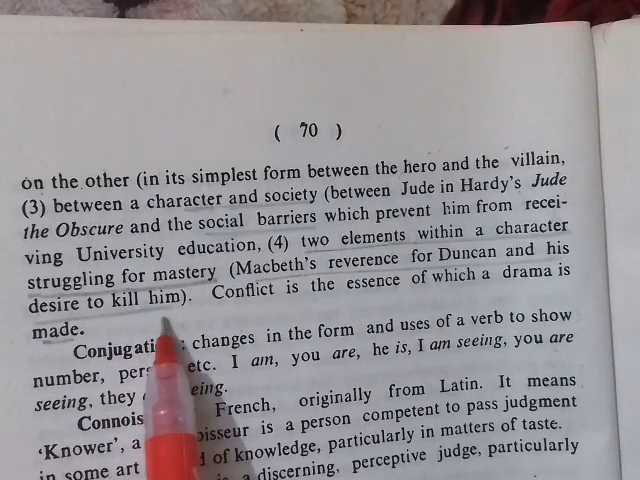 ( 70 )
on the other (in its simplest form between the hero and the villain,
(3) between a character and society (between Jude in Hardy's Jude
the Obscure and the social barriers which prevent him from recei-
ving University education, (4) two elements within a character
struggling for mastery (Macbeth's reverence for Duncan and his
desire to kill him). Conflict is the essence of which a drama is
made.
: changes in the form and uses of a verb to show
number, etc. I am, you are, he is, I am seeing, you are
seeing, they
French, originally from Latin. It means
'Knower', a is a person competent to pass judgment
in some art of knowledge, particularly in matters of taste.
a discerning, perceptive judge, particularly